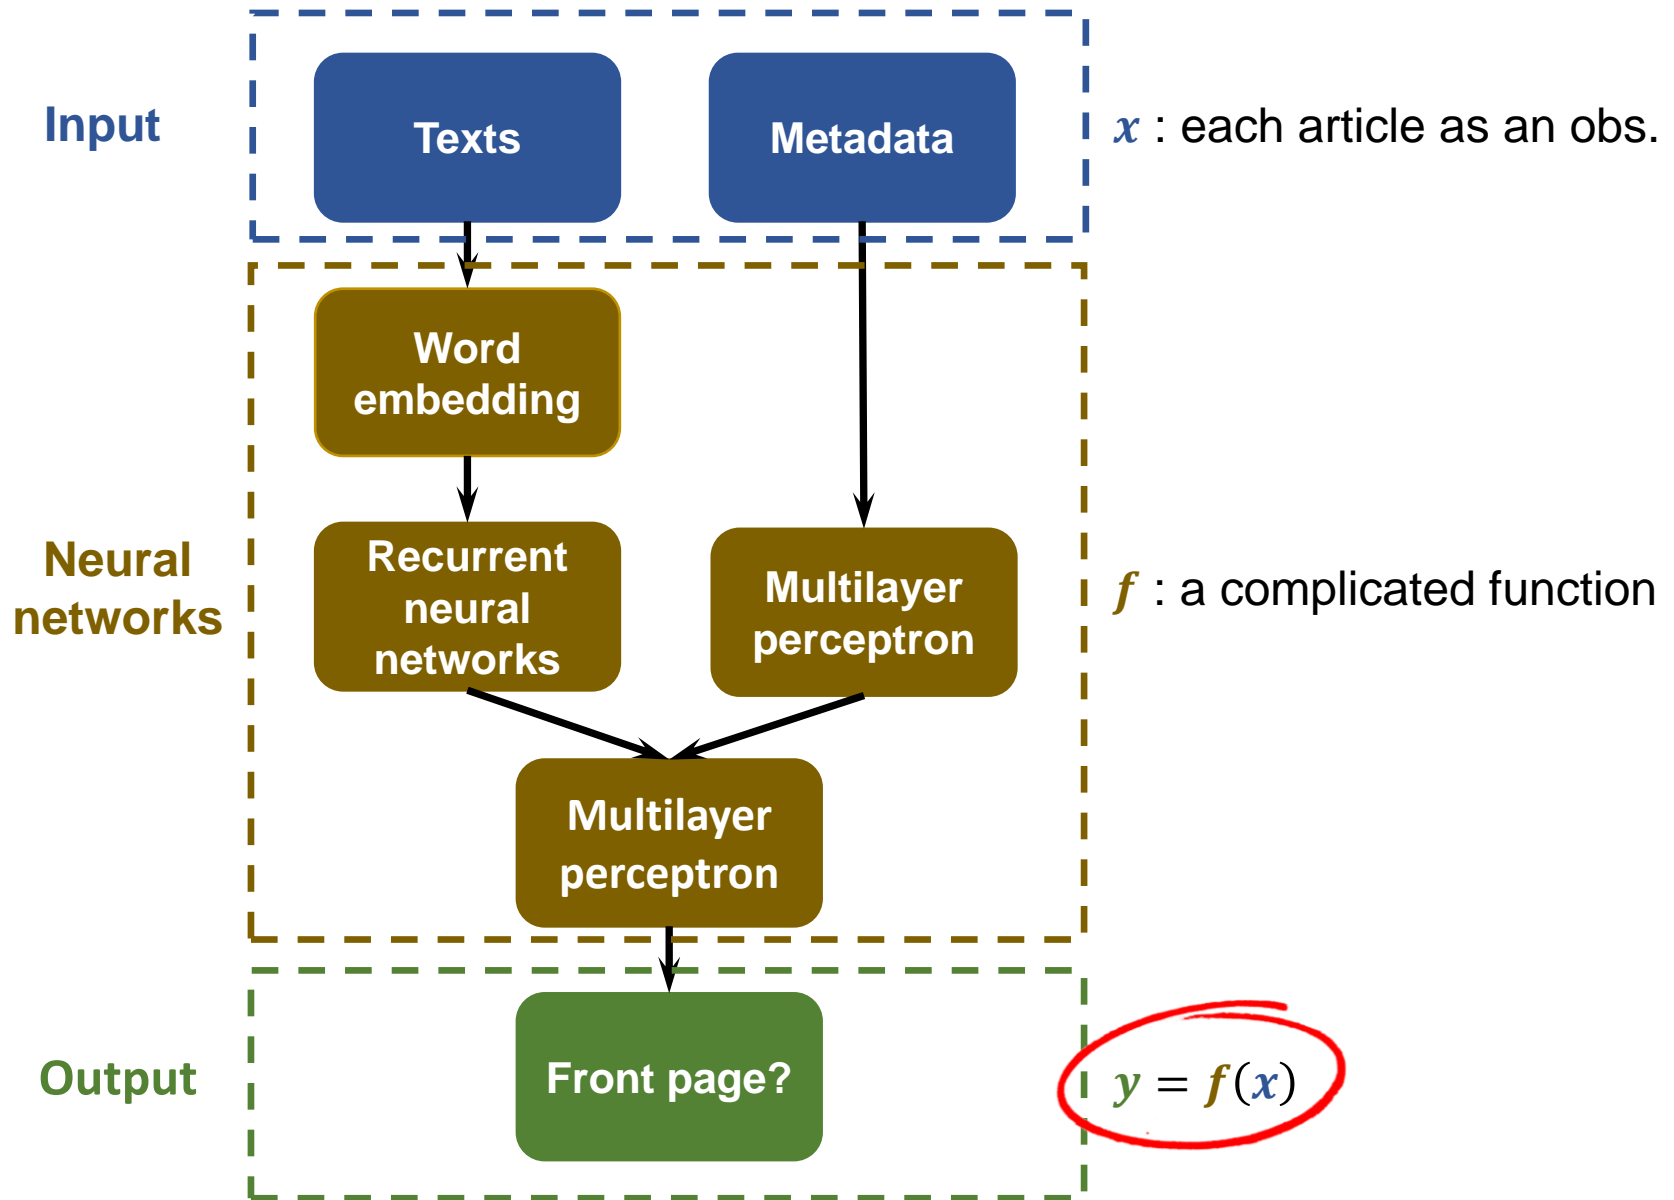 Input
Texts
Metadata
x : each article as an obs.
Word
embedding
Neural
networks
Recurrent
neural
networks
Multilayer
perceptron
f : a complicated function
Multilayer
perceptron
Output
Front page?
y = f(x)